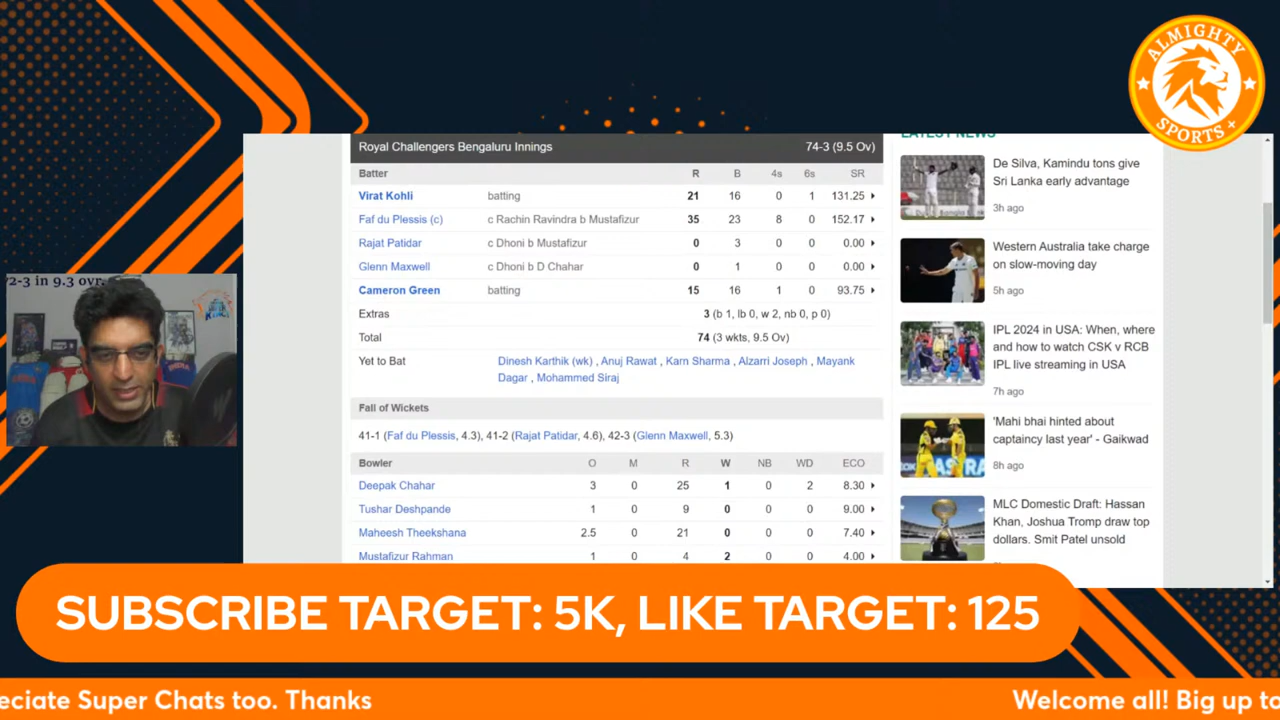 ALMIGHTY
SPORTS+
LATEST NEWS
Royal Challengers Bengaluru Innings 74-3 (9.5 Ov)
Batter R B 4s 6s SR
Virat Kohli batting 21 16 0 1 131.25
Faf du Plessis (c) c Rachin Ravindra b Mustafizur 35 23 8 0 152.17
Rajat Patidar c Dhoni b Mustafizur 0 3 0 0 0.00
Glenn Maxwell c Dhoni b D Chahar 0 1 0 0 0.00
Cameron Green batting 15 16 1 0 93.75
Extras 3 (b 1, lb 0, w 2, nb 0, p 0)
Total 74 (3 wkts, 9.5 Ov)
Yet to Bat Dinesh Karthik (wk) , Anuj Rawat , Karn Sharma , Alzarri Joseph , Mayank
Dagar , Mohammed Siraj
Fall of Wickets
41-1 (Faf du Plessis, 4.3), 41-2 (Rajat Patidar, 4.6), 42-3 (Glenn Maxwell, 5.3)
Bowler O M R W NB WD ECO
Deepak Chahar 3 0 25 1 0 2 8.30
Tushar Deshpande 1 0 9 0 0 0 9.00
Maheesh Theekshana 2.5 0 21 0 0 0 7.40
Mustafizur Rahman 1 0 4 2 0 0 4.00
De Silva, Kamindu tons give
Sri Lanka early advantage
3h ago
Western Australia take charge
on slow-moving day
5h ago
IPL 2024 in USA: When, where
and how to watch CSK v RCB
IPL live streaming in USA
7h ago
'Mahi bhai hinted about
captaincy last year' - Gaikwad
8h ago
MLC Domestic Draft: Hassan
Khan, Joshua Tromp draw top
dollars. Smit Patel unsold
72-3 in 9.3 ovr.
SUBSCRIBE TARGET: 5K, LIKE TARGET: 125
eciate Super Chats too. Thanks Welcome all! Big up to